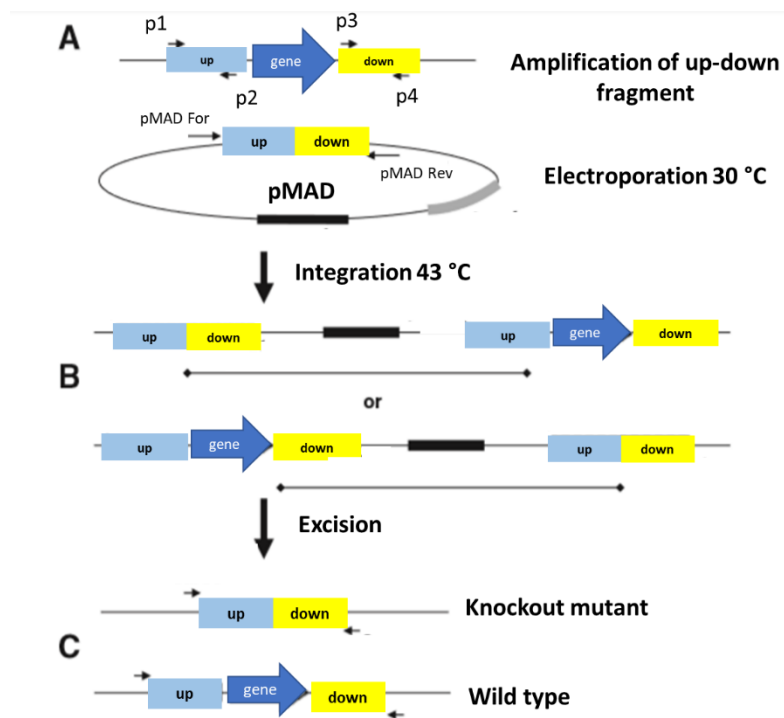 A
p1
p3
up
gene
down
p2
p4
Amplification of up-down
fragment
pMAD For
up
down
pMAD Rev
pMAD
Electroporation 30 °C
Integration 43 °C
up
down
up
gene
down
B
or
up
gene
down
up
down
Excision
up
down
Knockout mutant
C
up
gene
down
Wild type